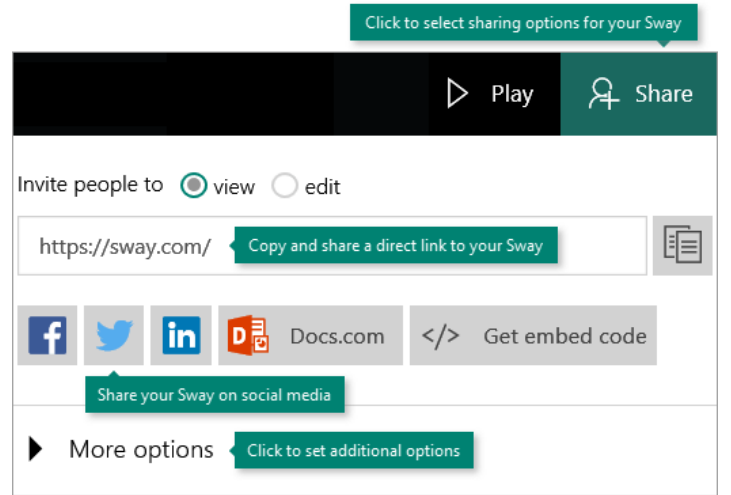 Click to select sharing options for your Sway
Play Share
Invite people to view edit
https://sway.com/ Copy and share a direct link to your Sway
f in D Docs.com </> Get embed code
Share your Sway on social media
More options Click to set additional options